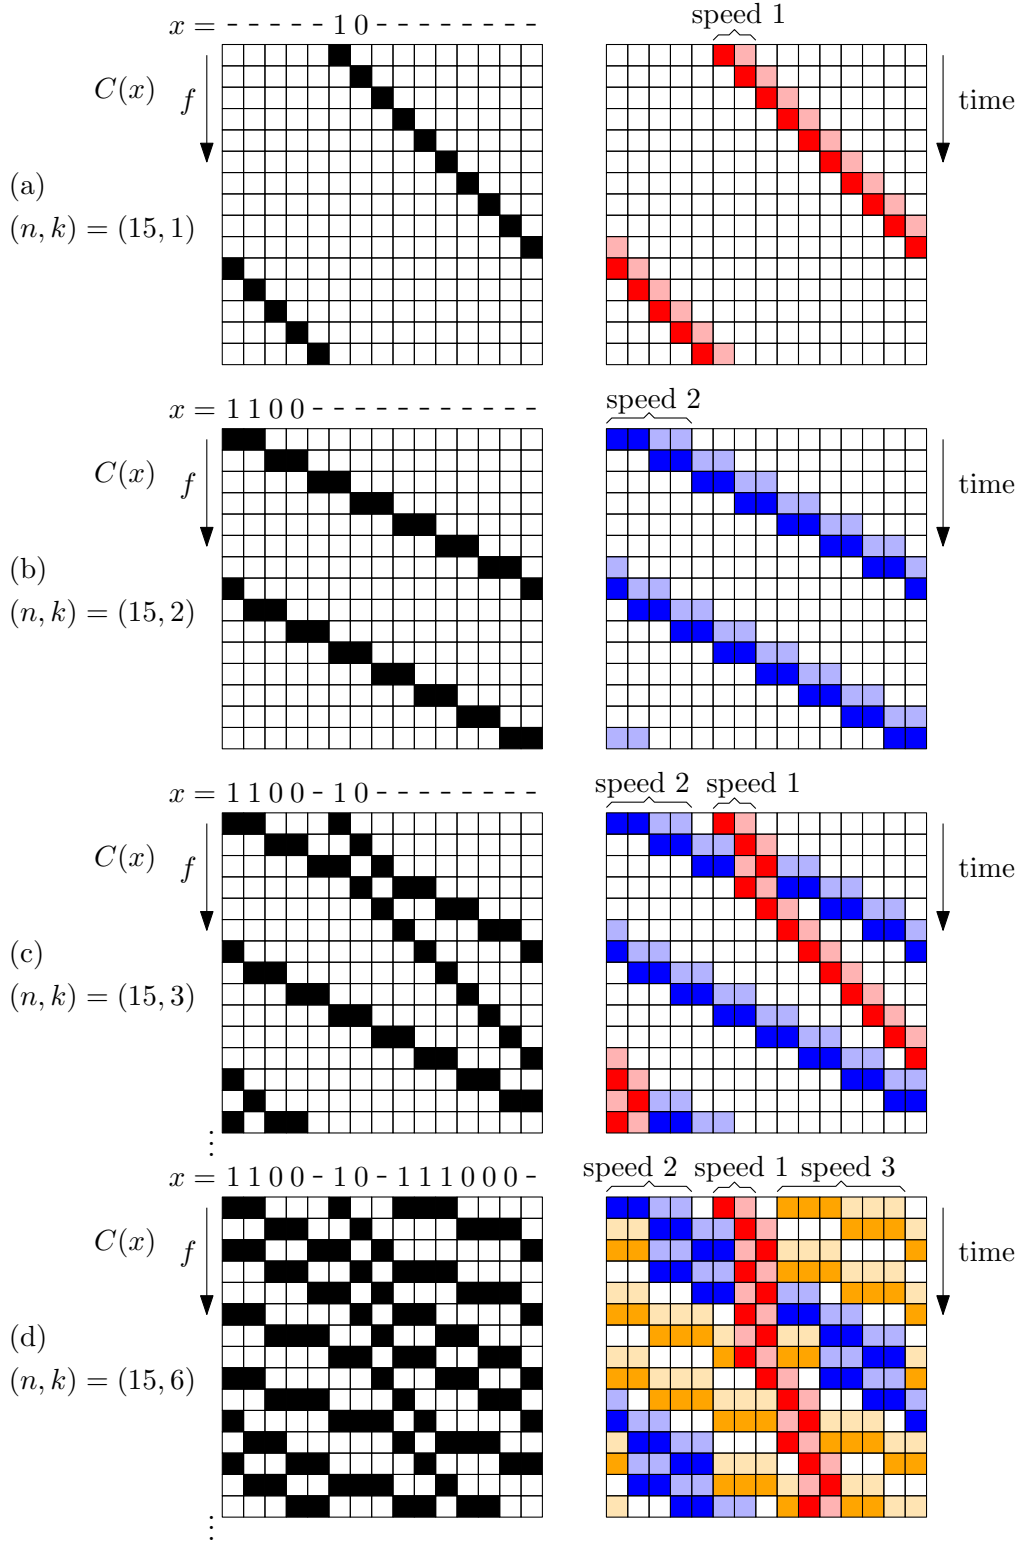 x = - - - - - 1 0 - - - - - - - -
speed 1
C(x)
f
time
(a)
(n, k) = (15, 1)
x = 1 1 0 0 - - - - - - - - - - -
speed 2
C(x)
f
time
(b)
(n, k) = (15, 2)
x = 1 1 0 0 - 1 0 - - - - - - - -
speed 2 speed 1
C(x)
f
time
(c)
(n, k) = (15, 3)
⋮
x = 1 1 0 0 - 1 0 - 1 1 1 0 0 0 -
speed 2 speed 1 speed 3
C(x)
f
time
(d)
(n, k) = (15, 6)
⋮